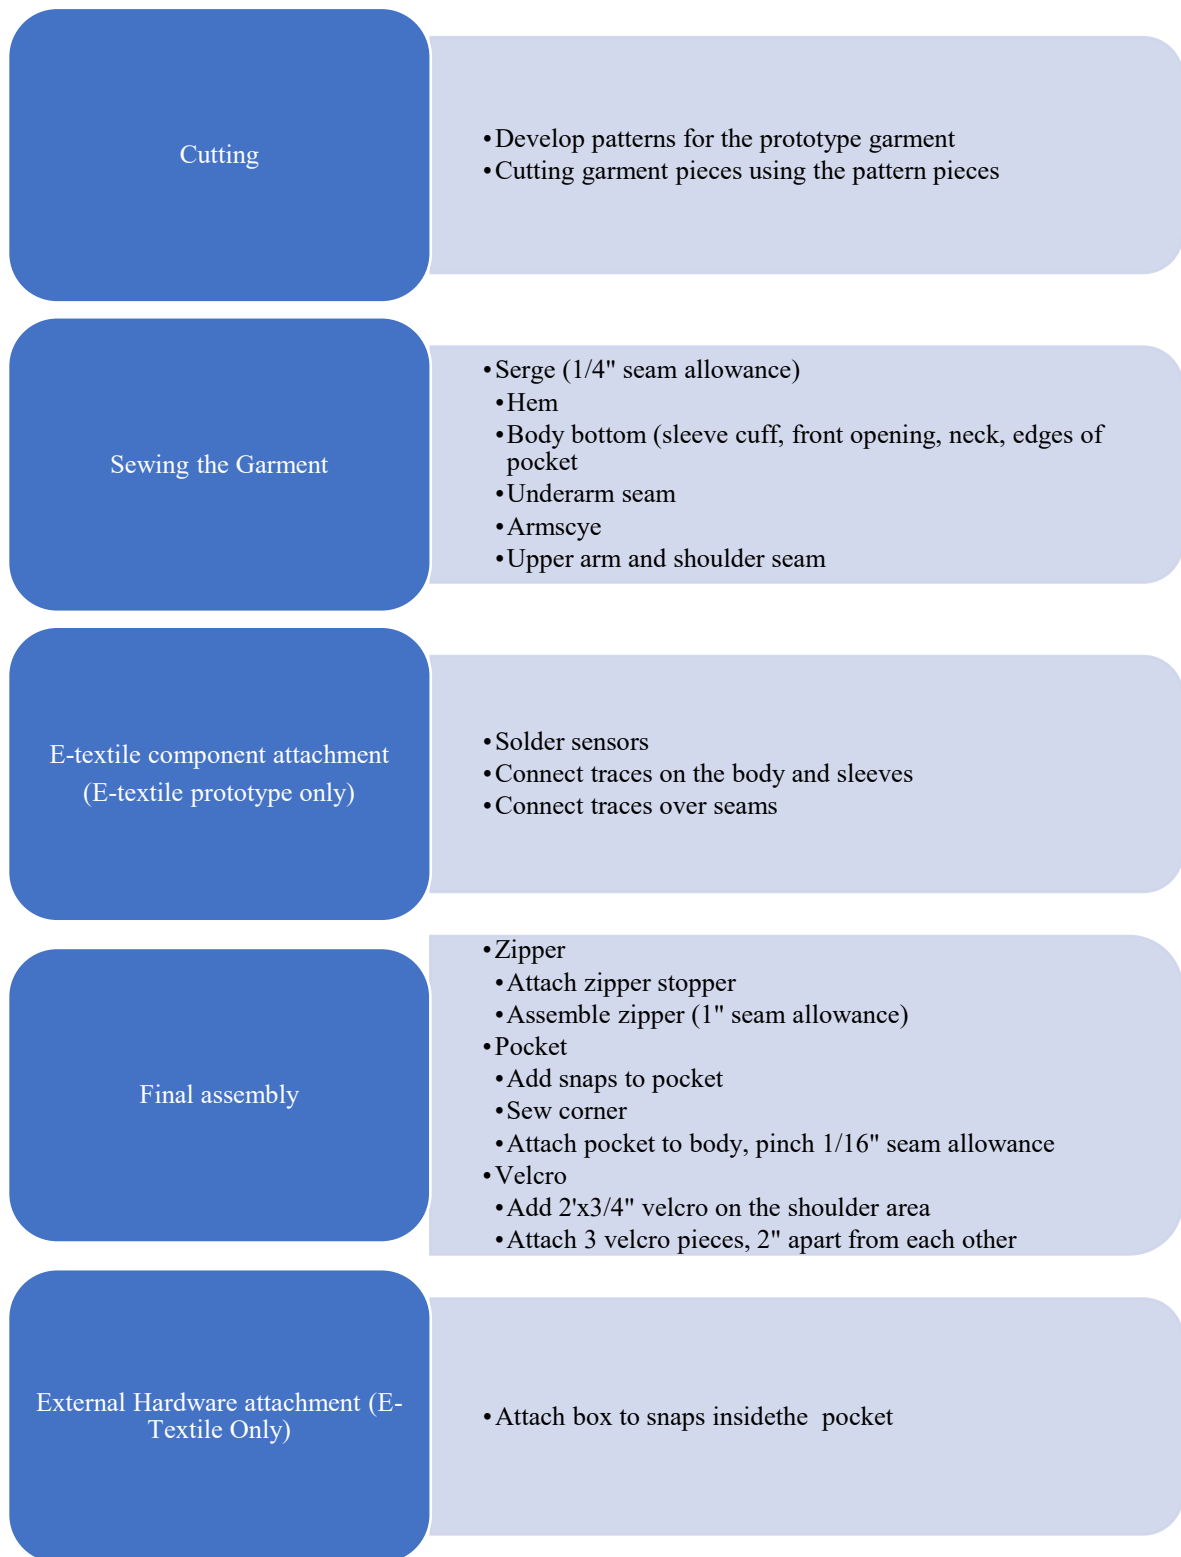 Cutting
•Develop patterns for the prototype garment
•Cutting garment pieces using the pattern pieces
Sewing the Garment
•Serge (1/4" seam allowance)
•Hem
•Body bottom (sleeve cuff, front opening, neck, edges of
pocket
•Underarm seam
•Armscye
•Upper arm and shoulder seam
E-textile component attachment
(E-textile prototype only)
•Solder sensors
•Connect traces on the body and sleeves
•Connect traces over seams
Final assembly
•Zipper
•Attach zipper stopper
•Assemble zipper (1" seam allowance)
•Pocket
•Add snaps to pocket
•Sew corner
•Attach pocket to body, pinch 1/16" seam allowance
•Velcro
•Add 2'x3/4" velcro on the shoulder area
•Attach 3 velcro pieces, 2" apart from each other
External Hardware attachment (E-
Textile Only)
•Attach box to snaps insidethe  pocket